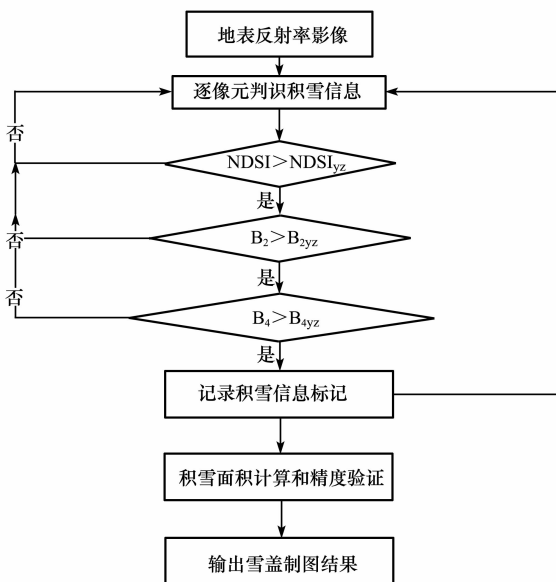 地表反射率影像
逐像元判识积雪信息
否
NDSI＞NDSIyz
是
否
B2＞B2yz
是
否
B4＞B4yz
是
记录积雪信息标记
积雪面积计算和精度验证
输出雪盖制图结果